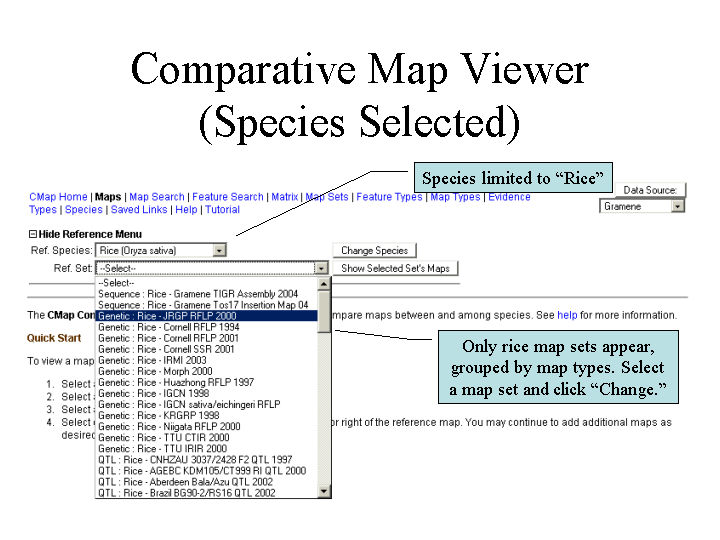 Comparative Map Viewer
(Species Selected)
Species limited to “Rice”
CMap Home | Maps | Map Search | Feature Search | Matrix | Map Sets | Feature Types | Map Types | Evidence
Types | Species | Saved Links | Help | Tutorial
Data Source:
Gramene
Hide Reference Menu
Ref. Species: Rice (Oryza sativa)
Change Species
Ref. Set: --Select--
Show Selected Set's Maps
--Select--
Sequence : Rice - Gramene TIGR Assembly 2004
Sequence : Rice - Gramene Tos17 Insertion Map 04
Genetic : Rice - JRGP RFLP 2000
Genetic : Rice - Cornell RFLP 1994
Genetic : Rice - Cornell RFLP 2001
Genetic : Rice - Cornell SSR 2001
Genetic : Rice - IRMI 2003
Genetic : Rice - Morph 2000
Genetic : Rice - Huazhong RFLP 1997
Genetic : Rice - IGCN 1998
Genetic : Rice - IGCN sativa/eichingeri RFLP
Genetic : Rice - KRGRP 1998
Genetic : Rice - Niigata RFLP 2000
Genetic : Rice - TTU CTIR 2000
Genetic : Rice - TTU IRIR 2000
QTL : Rice - CNHZAU 3037/2428 F2 QTL 1997
QTL : Rice - AGEBC KDM105/CT999 RI QTL 2000
QTL : Rice - Aberdeen Bala/Azu QTL 2002
QTL : Rice - Brazil BG90-2/RS16 QTL 2002
The CMap Com
mpare maps between and among species. See help for more information.
Quick Start
To view a map
1. Select
2. Select
3. Select
4. Select
or right of the reference map. You may continue to add additional maps as
desired
Only rice map sets appear,
grouped by map types. Select
a map set and click “Change.”